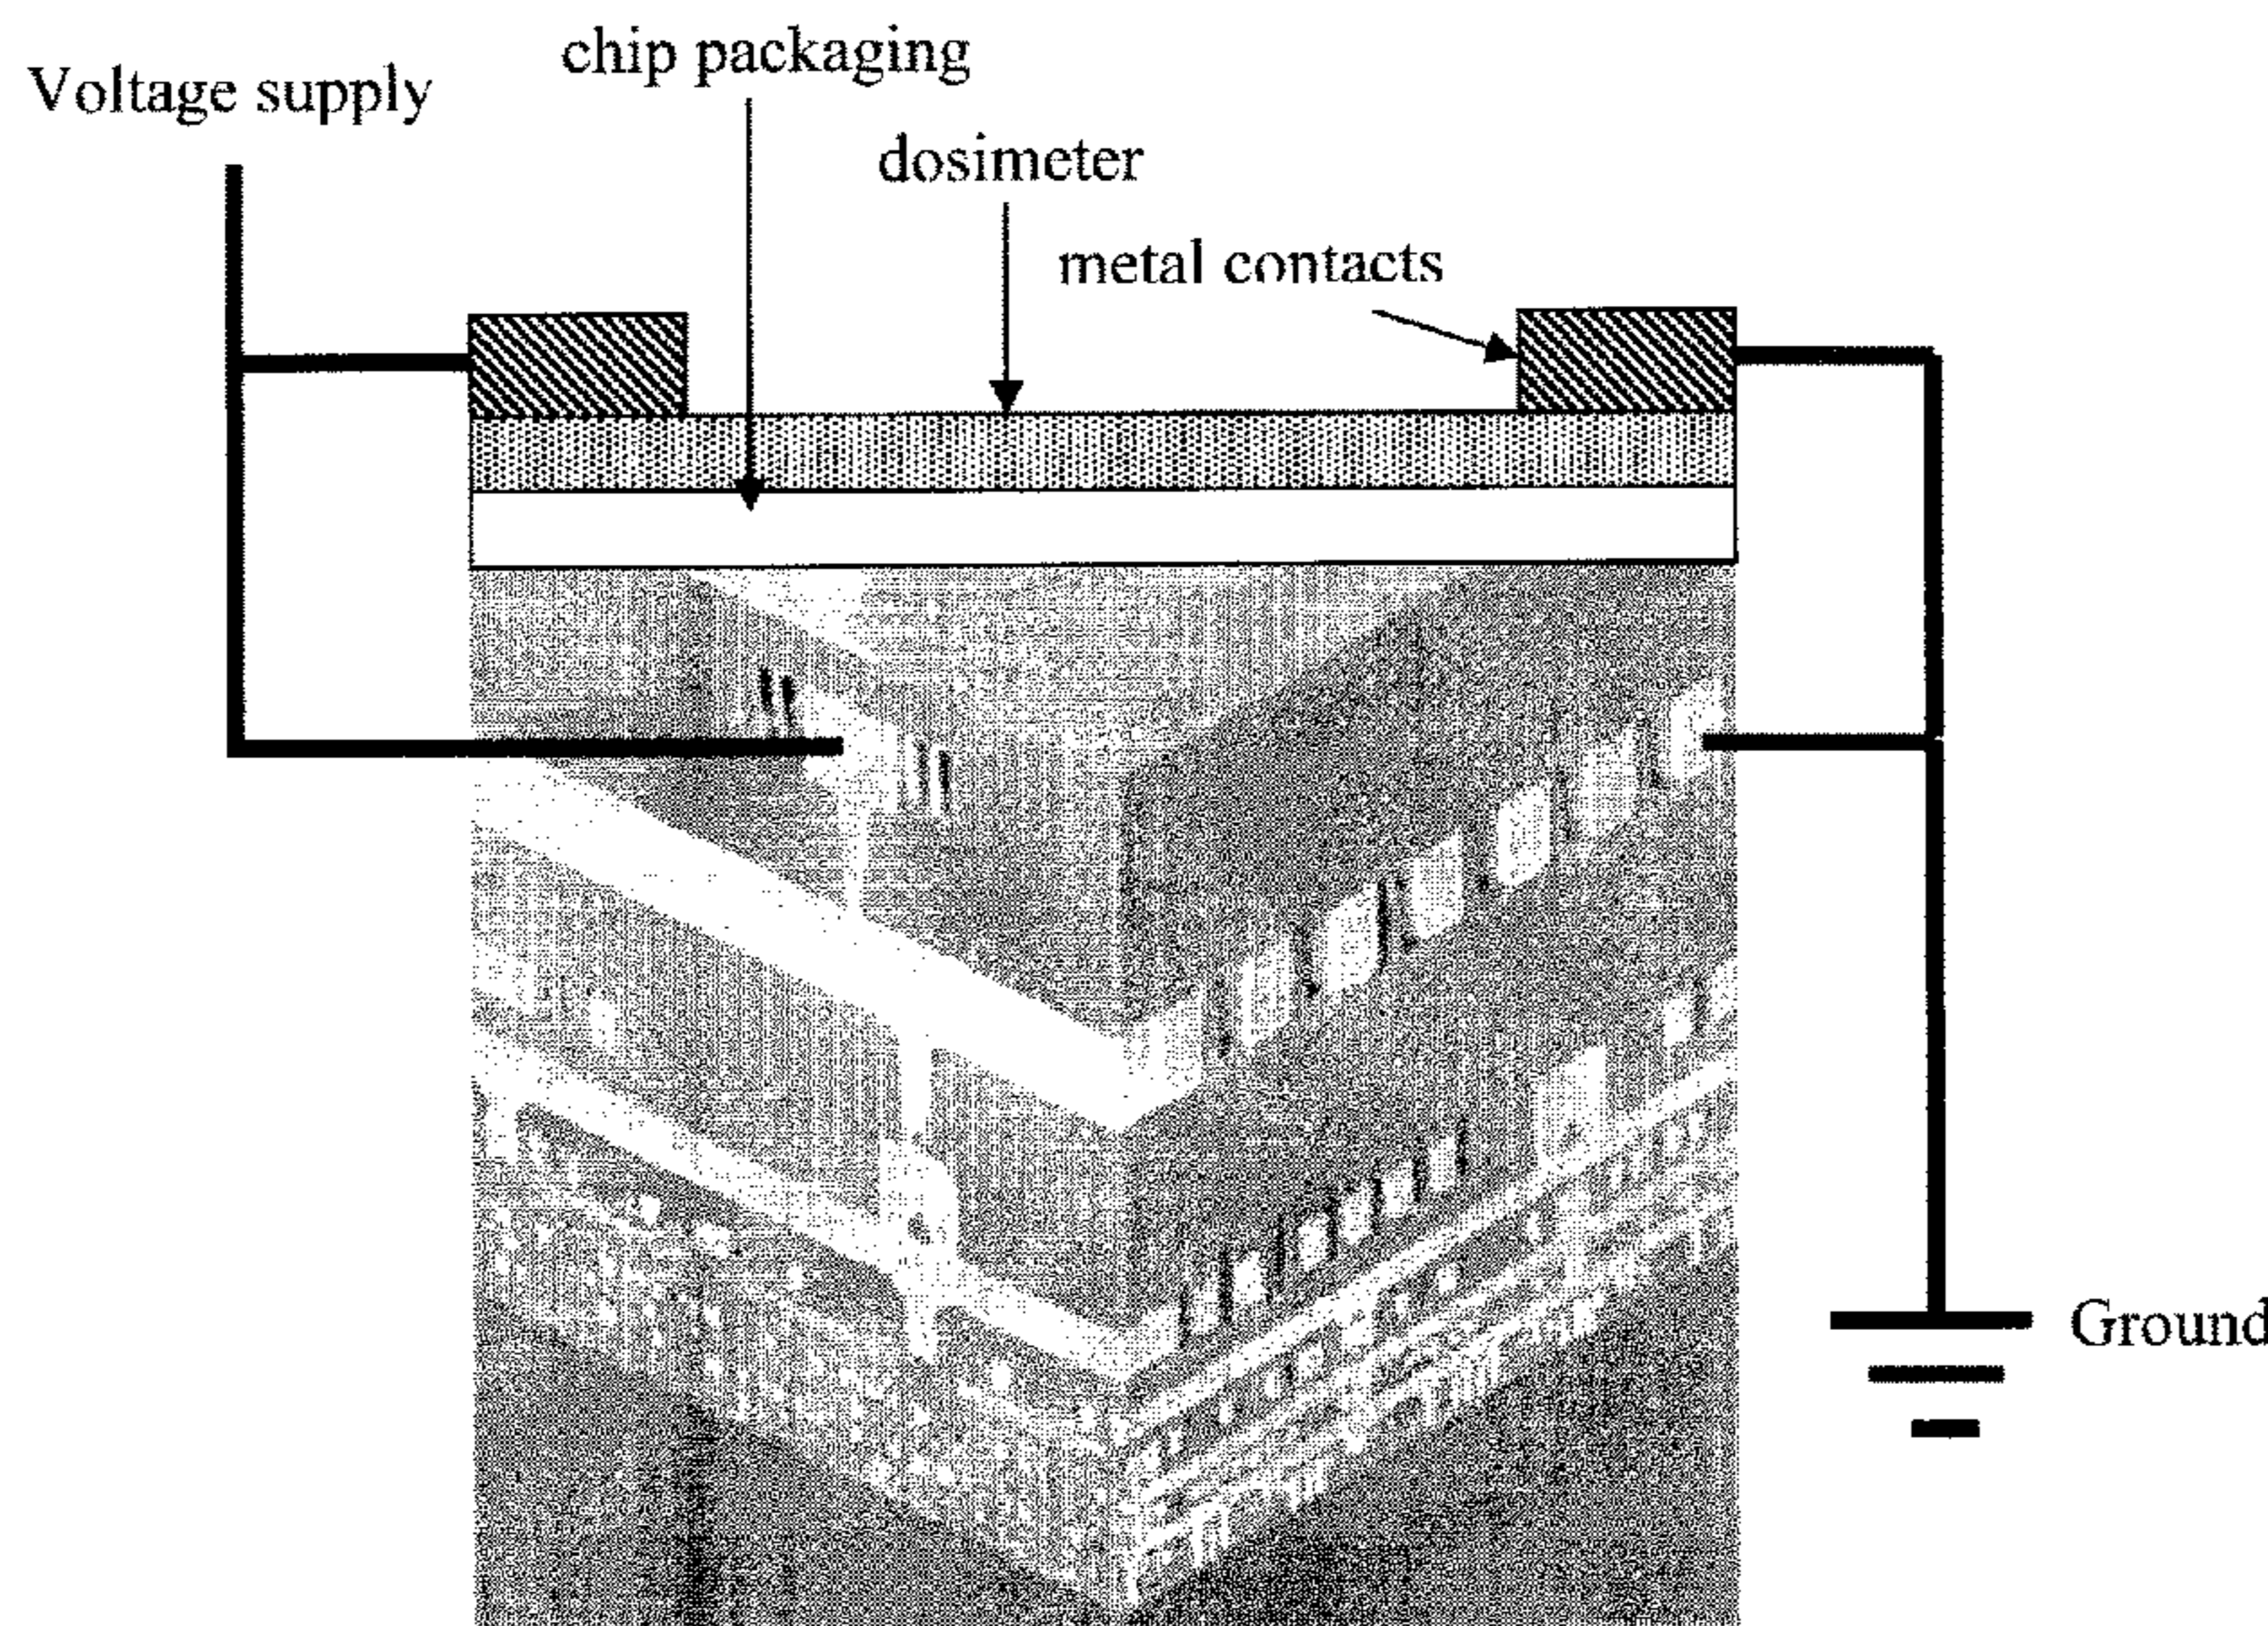 Voltage supply
chip packaging
dosimeter
metal contacts
Ground